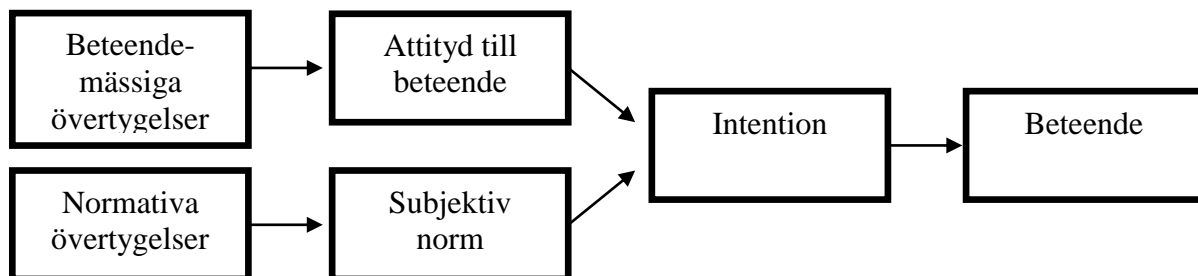 Beteende-
mässiga
övertygelser
Attityd till
beteende
Intention
Beteende
Normativa
övertygelser
Subjektiv
norm